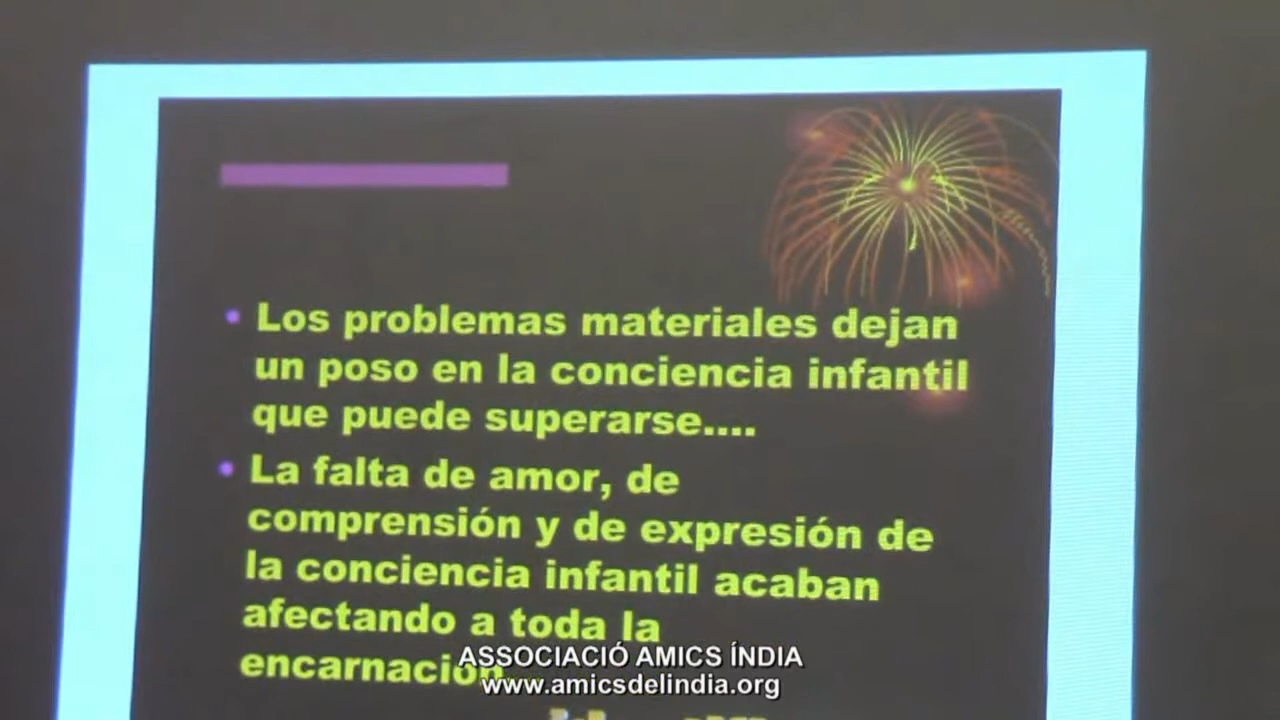 Los problemas materiales dejan
un poso en la conciencia infantil
que puede superarse....
La falta de amor, de
comprensión y de expresión de
la conciencia infantil acaban
afectando a toda la
encarnación
ASSOCIACIÓ AMICS ÍNDIA
www.amicsdelindia.org